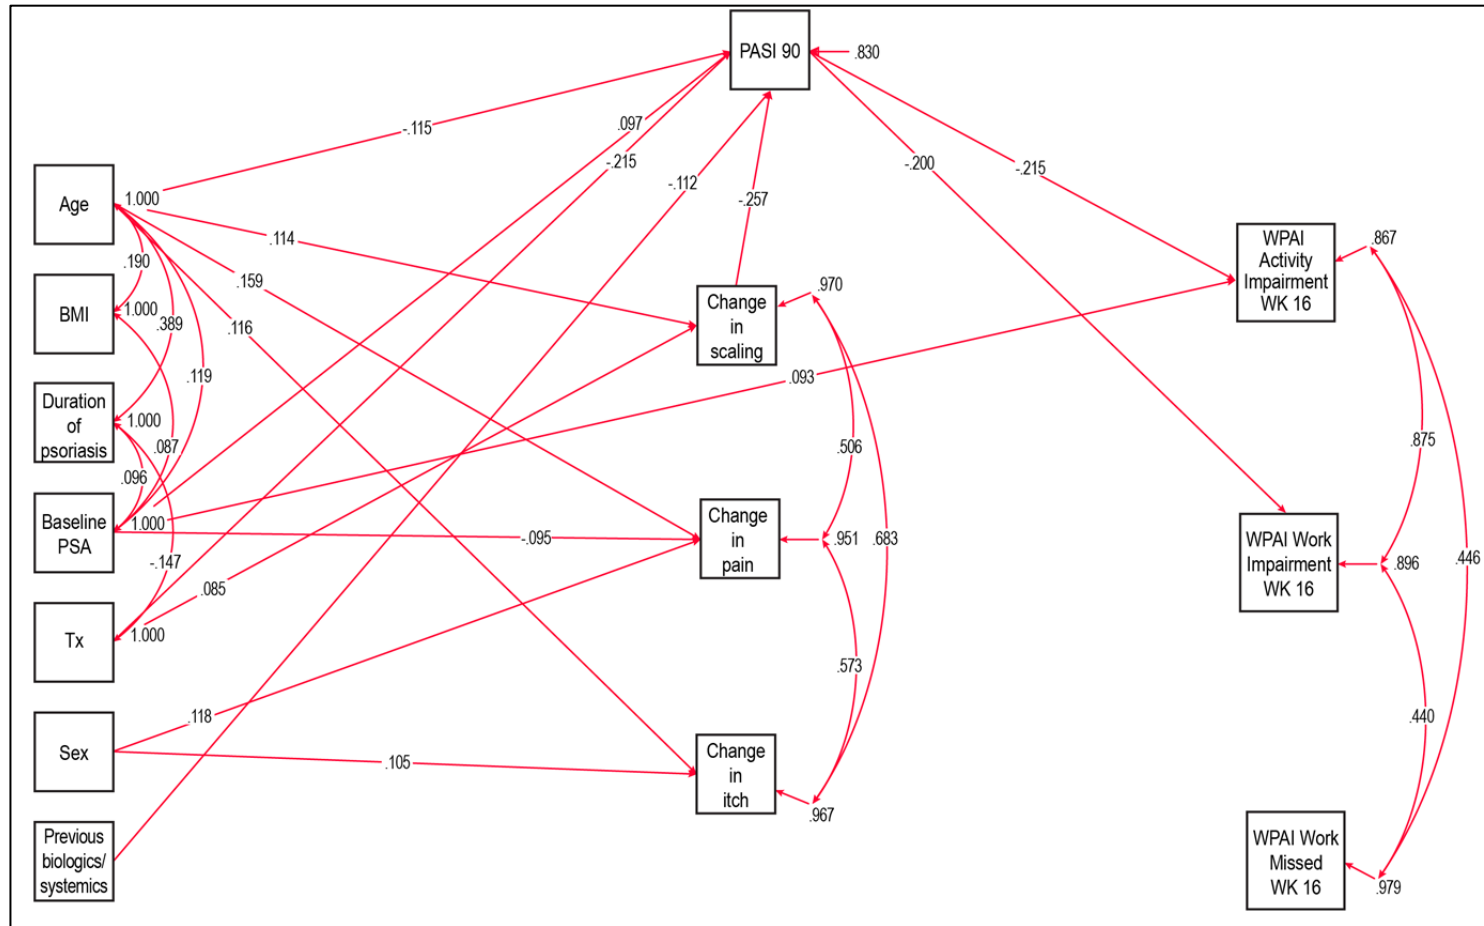 PASI 90
.830
-.115
.097
-.215
-.112
-.257
-.200
-.215
Age
1.000
.190
.114
.159
.116
BMI
1.000
.389
.119
Duration
of
psoriasis
1.000
.087
.096
Baseline
PSA
1.000
-.095
.093
-.147
.085
Tx
1.000
Sex
.118
.105
Previous
biologics/
systemics
Change
in
scaling
.970
.506
Change
in
pain
.951
.683
.573
Change
in
itch
.967
WPAI
Activity
Impairment
WK 16
.867
.875
.446
WPAI Work
Impairment
WK 16
.896
.440
WPAI Work
Missed
WK 16
.979